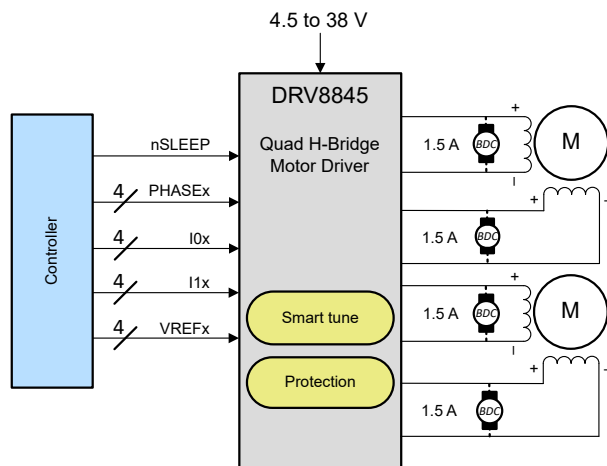 4.5 to 38 V
DRV8845
Quad H-Bridge
Motor Driver
Controller
nSLEEP
4 PHASEx
4 I0x
4 I1x
4 VREFx
Smart tune
Protection
1.5 A
BDC
+
–
M
+
–
1.5 A
BDC
1.5 A
BDC
+
–
M
+
–
1.5 A
BDC